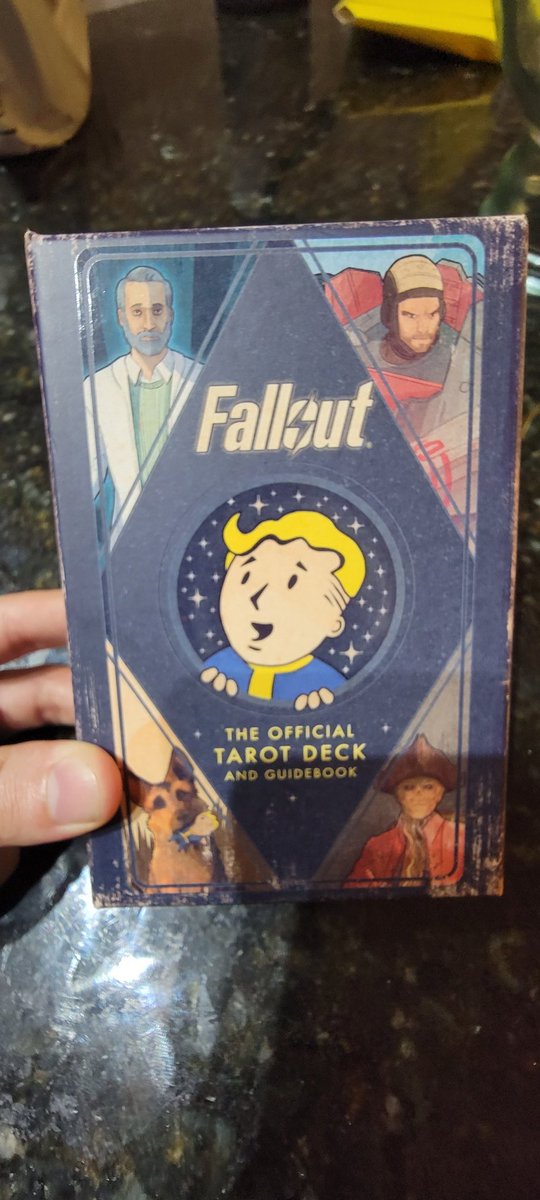 Fallout
THE OFFICIAL
TAROT DECK
AND GUIDEBOOK